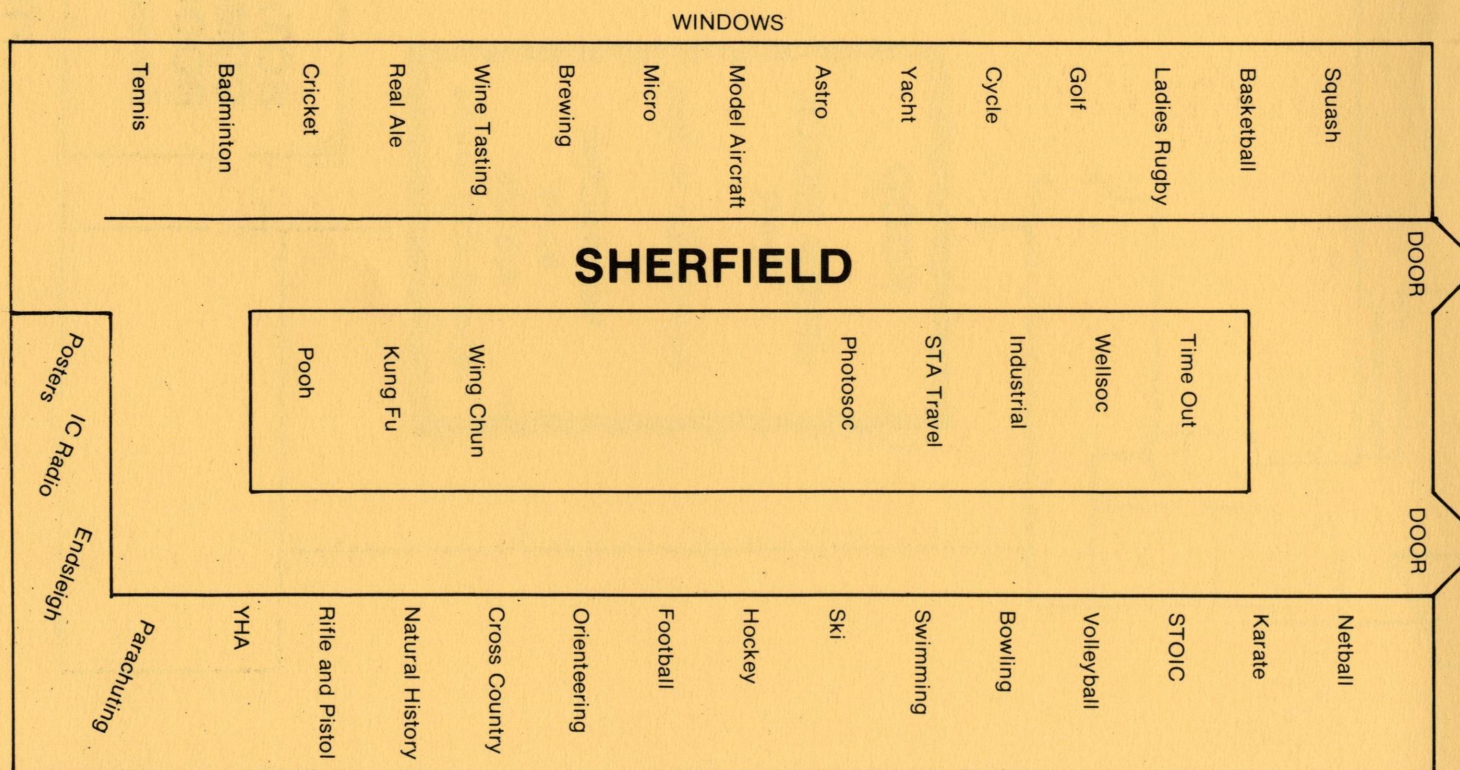 WINDOWS
Tennis
Badminton
Cricket
Real Ale
Wine Tasting
Brewing
Micro
Model Aircraft
Astro
Yacht
Cycle
Golf
Ladies Rugby
Basketball
Squash
SHERFIELD
DOOR
Posters
IC Radio
Endsleigh
Pooh
Kung Fu
Wing Chun
Photosoc
STA Travel
Industrial
Wellsoc
Time Out
DOOR
Parachuting
YHA
Rifle and Pistol
Natural History
Cross Country
Orienteering
Football
Hockey
Ski
Swimming
Bowling
Volleyball
STOIC
Karate
Netball